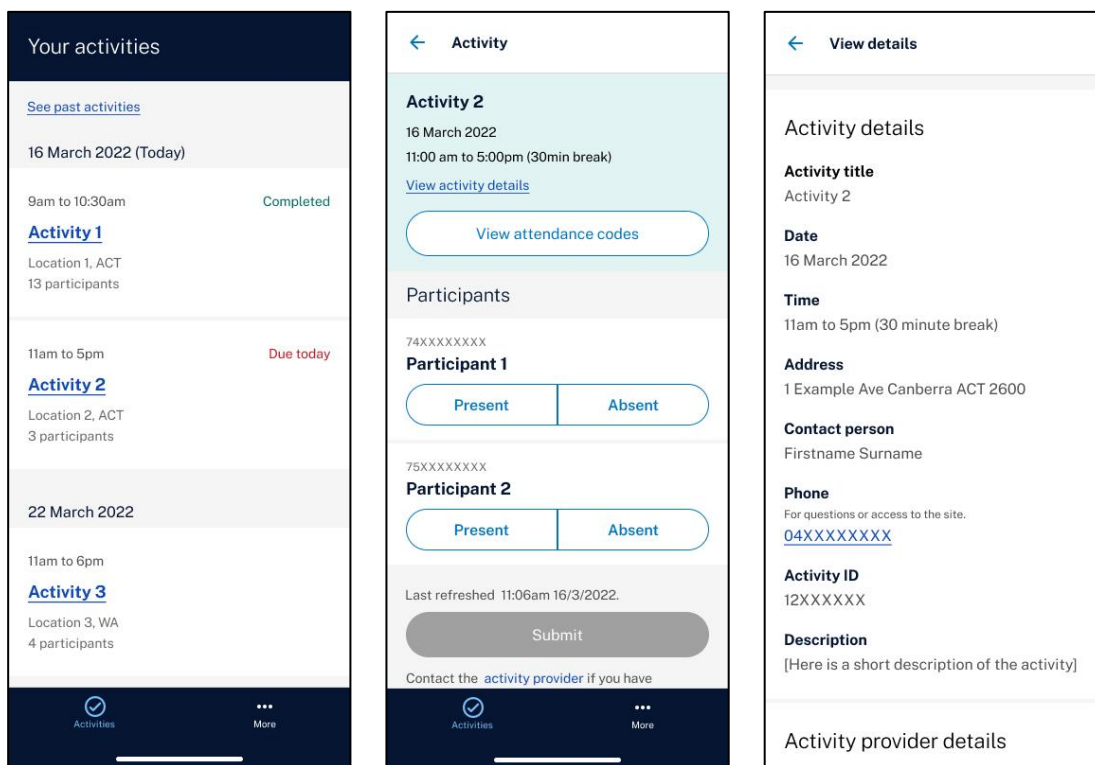 Your activities
See past activities
16 March 2022 (Today)
9am to 10:30am
Completed
Activity 1
Location 1, ACT
13 participants
11am to 5pm
Due today
Activity 2
Location 2, ACT
3 participants
22 March 2022
11am to 6pm
Activity 3
Location 3, WA
4 participants
Activities
More
Activity
Activity 2
16 March 2022
11:00 am to 5:00pm (30min break)
View activity details
View attendance codes
Participants
74XXXXXXXX
Participant 1
Present
Absent
75XXXXXXXX
Participant 2
Present
Absent
Last refreshed 11:06am 16/3/2022.
Submit
Contact the activity provider if you have
Activities
More
View details
Activity details
Activity title
Activity 2
Date
16 March 2022
Time
11am to 5pm (30 minute break)
Address
1 Example Ave Canberra ACT 2600
Contact person
Firstname Surname
Phone
For questions or access to the site.
04XXXXXXXX
Activity ID
12XXXXXX
Description
[Here is a short description of the activity]
Activity provider details